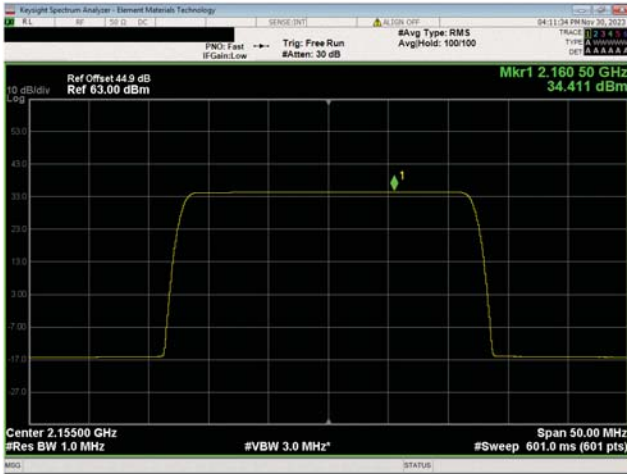 Keysight Spectrum Analyzer - Element Materials Technology
RL RF 50 Ω DC SENSE:INT ALIGN OFF 04:11:34 PM Nov 30, 2023
#Avg Type: RMS TRACE 1 2 3 4 5 6
PNO: Fast Trig: Free Run Avg|Hold: 100/100 TYPE A WWWWW
IFGain:Low #Atten: 30 dB DET A A A A A A
Mkr1 2.160 50 GHz
Ref Offset 44.9 dB
10 dB/div Ref 63.00 dBm 34.411 dBm
Log
53.0
43.0
1
33.0
23.0
13.0
3.00
-7.00
-17.0
-27.0
Center 2.15500 GHz Span 50.00 MHz
#Res BW 1.0 MHz #VBW 3.0 MHz* #Sweep 601.0 ms (601 pts)
MSG STATUS